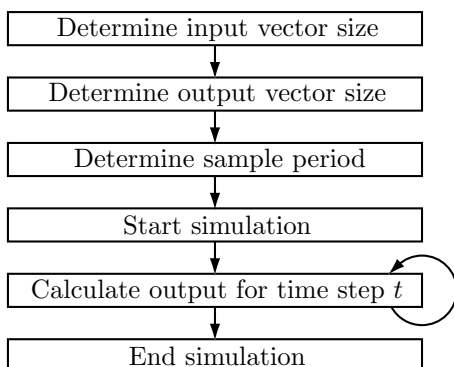 Determine input vector size
Determine output vector size
Determine sample period
Start simulation
Calculate output for time step t
End simulation